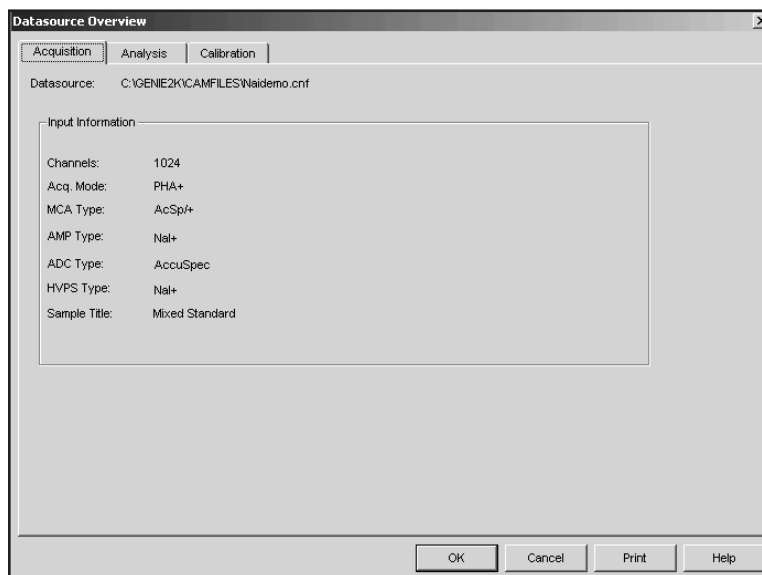 Datasource Overview
Acquisition Analysis Calibration
Datasource: C:\GENIE2K\CAMFILES\Naidemo.cnf
Input Information
Channels: 1024
Acq. Mode: PHA+
MCA Type: AcSp/+
AMP Type: NaI+
ADC Type: AccuSpec
HVPS Type: NaI+
Sample Title: Mixed Standard
OK Cancel Print Help